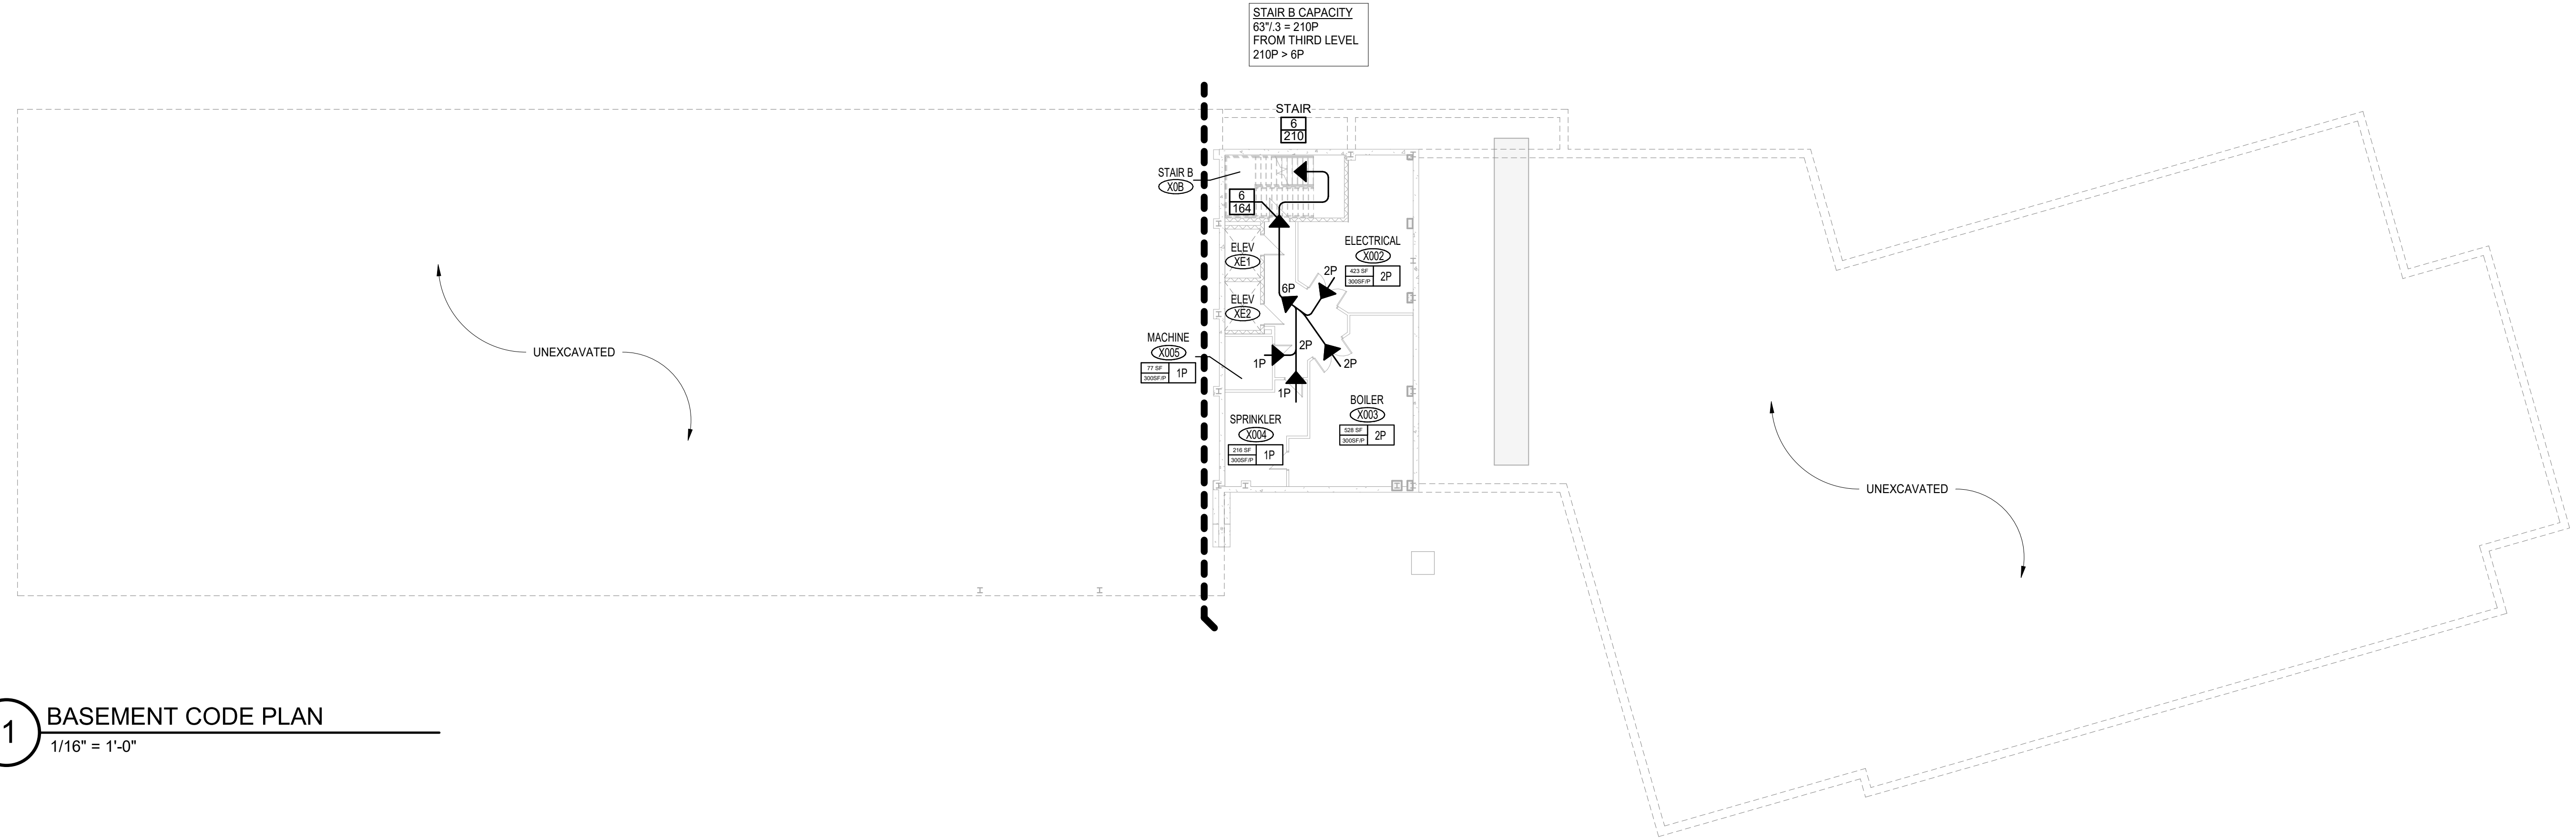 STAIR B CAPACITY
63"/.3 = 210P
FROM THIRD LEVEL
210P > 6P
STAIR
6
210
STAIR B
X0B
6
164
ELEV
XE1
ELECTRICAL
X002
423 SF
300SF/P
2P
2P
6P
ELEV
XE2
MACHINE
X005
77 SF
300SF/P
1P
2P
1P
2P
1P
UNEXCAVATED
BOILER
X003
528 SF
300SF/P
2P
SPRINKLER
X004
216 SF
300SF/P
1P
UNEXCAVATED
1
BASEMENT CODE PLAN
1/16" = 1'-0"